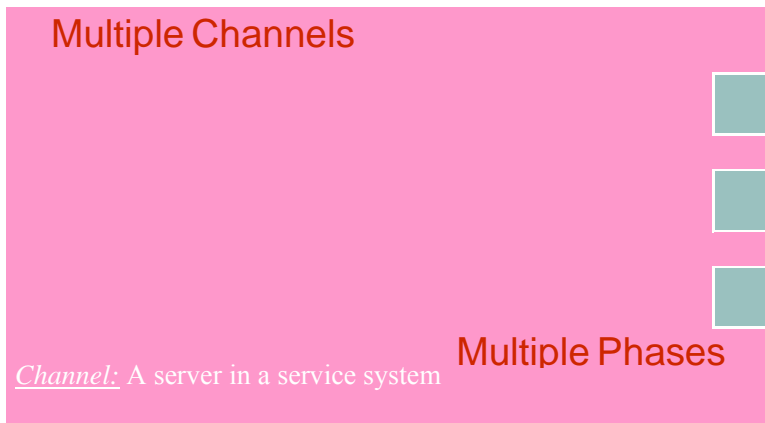 Multiple Channels
Multiple Phases
Channel: A server in a service system